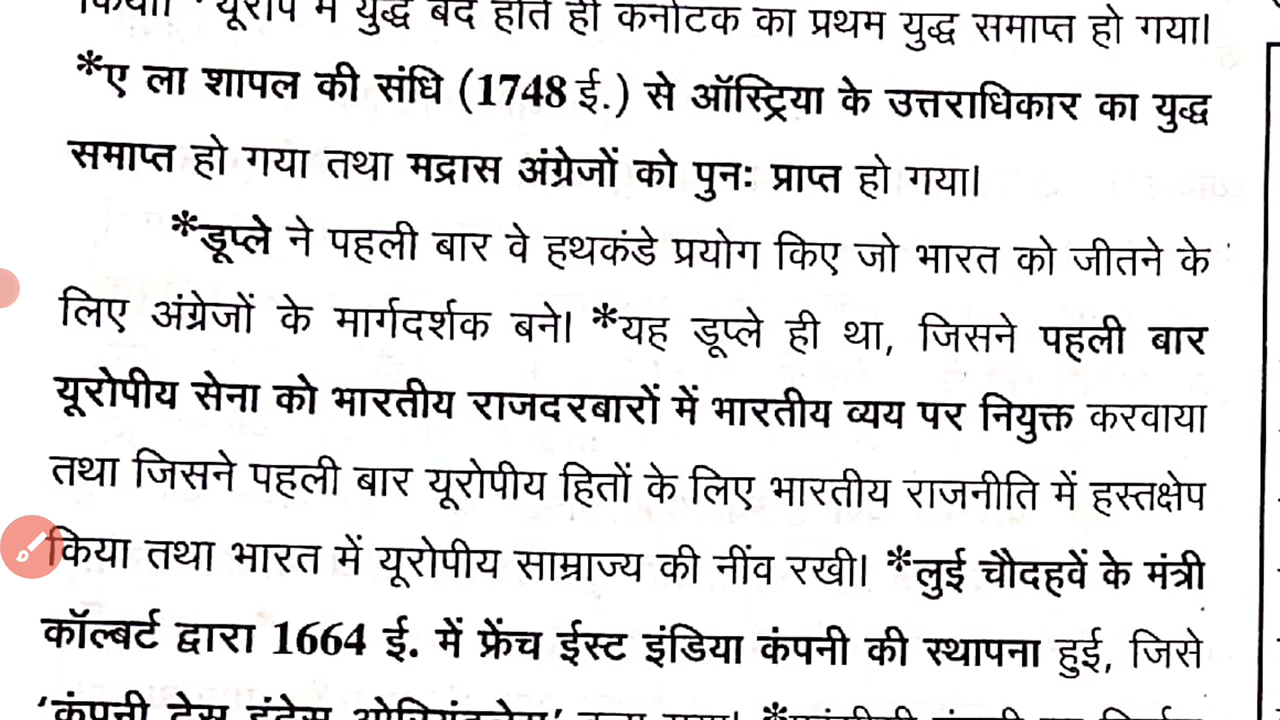 किया। *यूरोप में युद्ध बंद होते ही कर्नाटक का प्रथम युद्ध समाप्त हो गया।
*ए ला शापल की संधि (1748 ई.) से ऑस्ट्रिया के उत्तराधिकार का युद्ध
समाप्त हो गया तथा मद्रास अंग्रेजों को पुनः प्राप्त हो गया।
*डूप्ले ने पहली बार वे हथकंडे प्रयोग किए जो भारत को जीतने के
लिए अंग्रेजों के मार्गदर्शक बने। *यह डूप्ले ही था, जिसने पहली बार
यूरोपीय सेना को भारतीय राजदरबारों में भारतीय व्यय पर नियुक्त करवाया
तथा जिसने पहली बार यूरोपीय हितों के लिए भारतीय राजनीति में हस्तक्षेप
किया तथा भारत में यूरोपीय साम्राज्य की नींव रखी। *लुई चौदहवें के मंत्री
कॉल्बर्ट द्वारा 1664 ई. में फ्रेंच ईस्ट इंडिया कंपनी की स्थापना हुई, जिसे
'कंपनी देस इंदेस